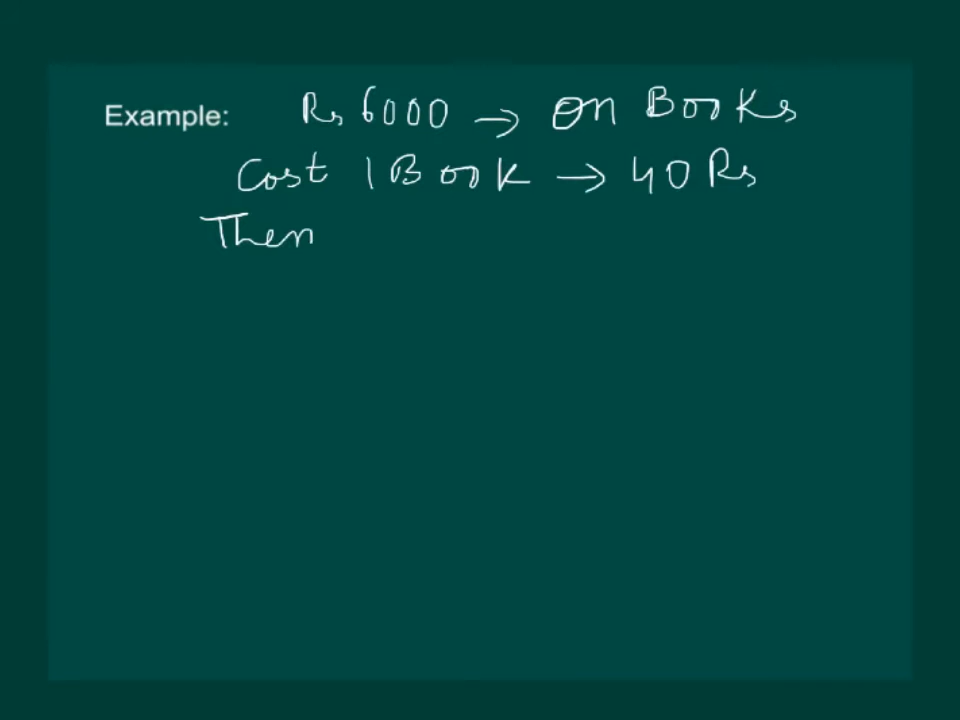 Example: Rs 6000 → On Books
Cost 1 Book → 40 Rs
Then